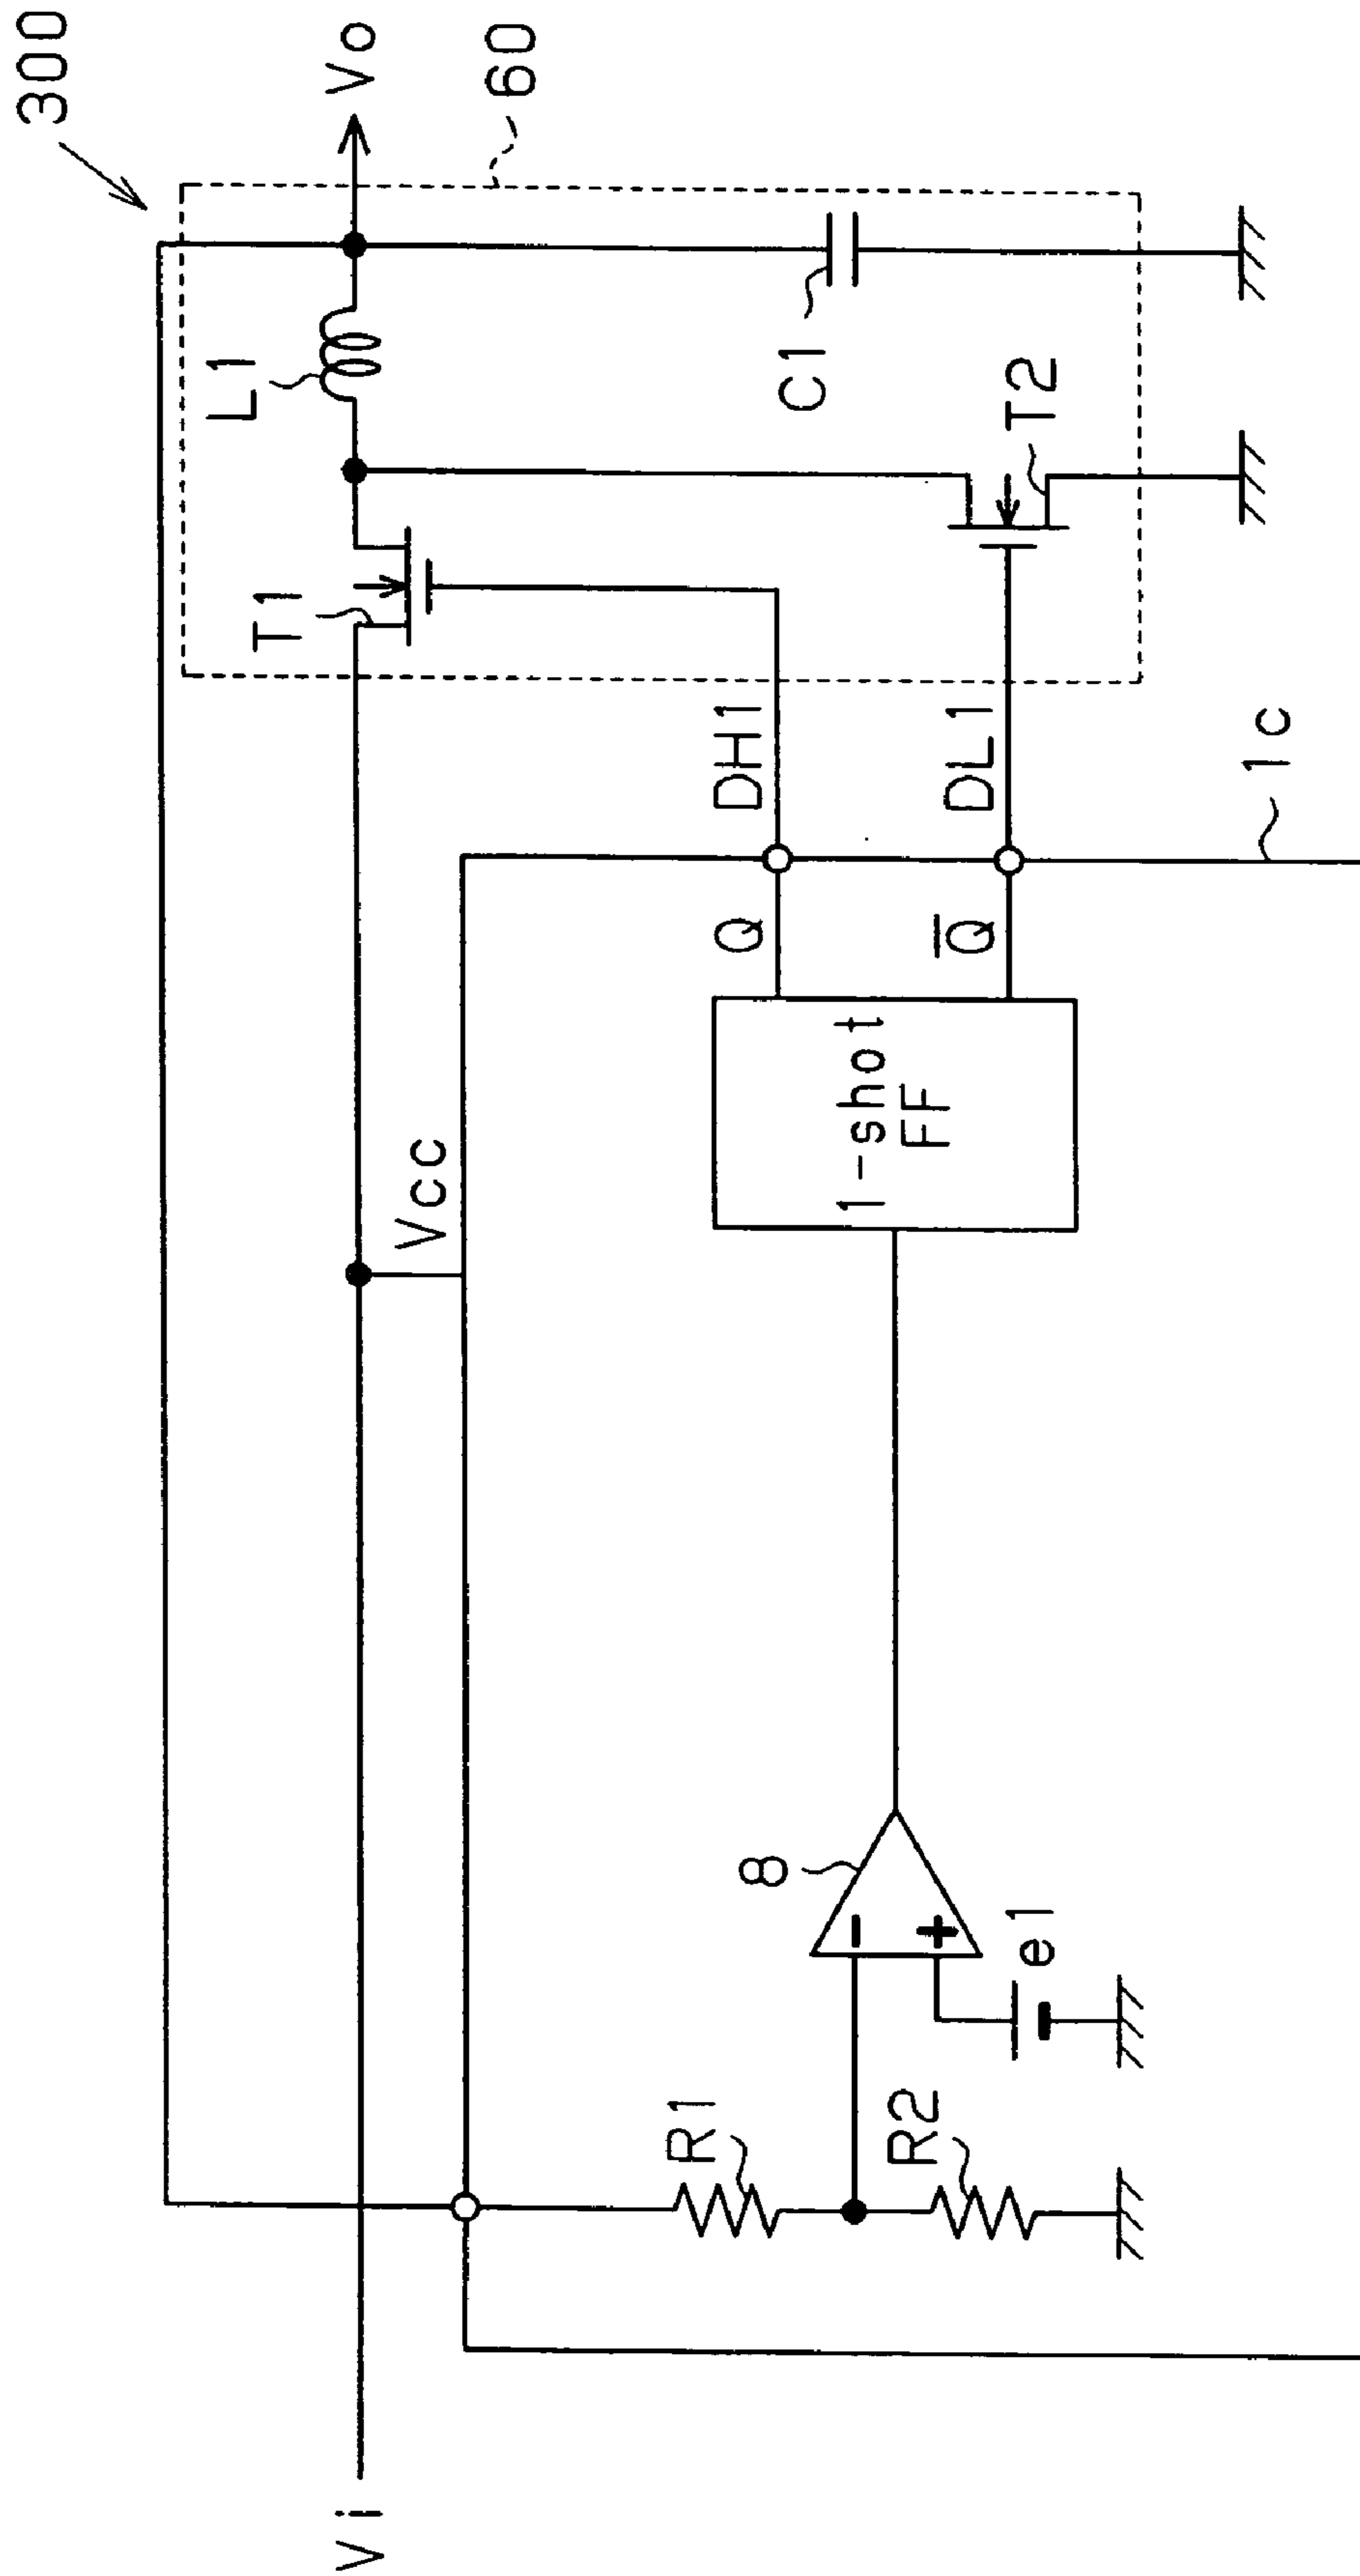 300
Vo
60
L1
T1
C1
T2
Vi
Vcc
DH1
DL1
Q
Q̅
1-shot
FF
1c
8
R1
R2
e1
−
+